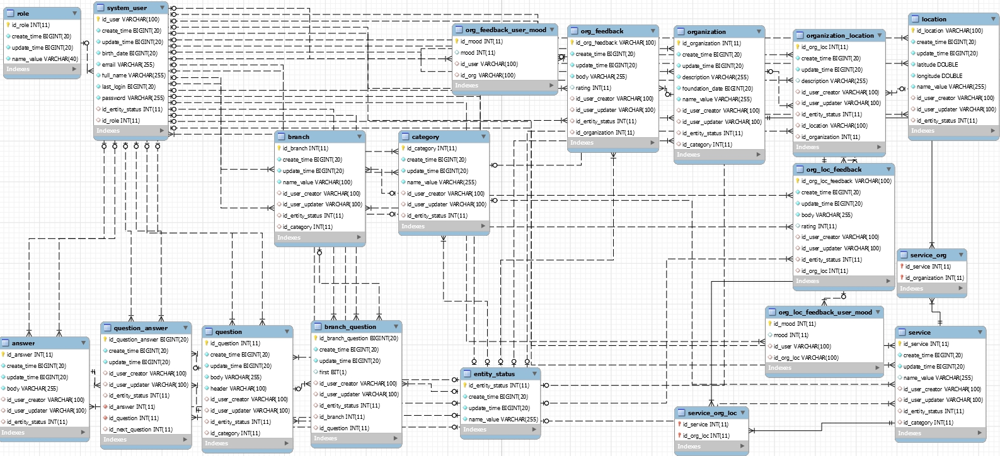 role
id_role INT(11)
create_time BIGINT(20)
update_time BIGINT(20)
name_value VARCHAR(40)
Indexes
system_user
id_user VARCHAR(100)
create_time BIGINT(20)
update_time BIGINT(20)
birth_date BIGINT(20)
email VARCHAR(255)
full_name VARCHAR(255)
last_login BIGINT(20)
password VARCHAR(255)
id_entity_status INT(11)
id_role INT(11)
Indexes
org_feedback_user_mood
id_mood INT(11)
mood INT(11)
id_user VARCHAR(100)
id_org VARCHAR(100)
Indexes
org_feedback
id_org_feedback VARCHAR(100)
create_time BIGINT(20)
update_time BIGINT(20)
body VARCHAR(255)
rating INT(11)
id_user_creator VARCHAR(100)
id_user_updater VARCHAR(100)
id_entity_status INT(11)
id_organization INT(11)
Indexes
organization
id_organization INT(11)
create_time BIGINT(20)
update_time BIGINT(20)
description VARCHAR(255)
foundation_date BIGINT(20)
name_value VARCHAR(255)
id_user_creator VARCHAR(100)
id_user_updater VARCHAR(100)
id_entity_status INT(11)
id_category INT(11)
Indexes
organization_location
id_org_loc INT(11)
create_time BIGINT(20)
update_time BIGINT(20)
description VARCHAR(255)
id_user_creator VARCHAR(100)
id_user_updater VARCHAR(100)
id_entity_status INT(11)
id_location VARCHAR(100)
id_organization INT(11)
Indexes
location
id_location VARCHAR(100)
create_time BIGINT(20)
update_time BIGINT(20)
latitude DOUBLE
longitude DOUBLE
name_value VARCHAR(255)
id_user_creator VARCHAR(100)
id_user_updater VARCHAR(100)
id_entity_status INT(11)
Indexes
branch
id_branch INT(11)
create_time BIGINT(20)
update_time BIGINT(20)
name_value VARCHAR(100)
id_user_creator VARCHAR(100)
id_user_updater VARCHAR(100)
id_entity_status INT(11)
id_category INT(11)
Indexes
category
id_category INT(11)
create_time BIGINT(20)
update_time BIGINT(20)
name_value VARCHAR(255)
id_user_creator VARCHAR(100)
id_user_updater VARCHAR(100)
id_entity_status INT(11)
Indexes
org_loc_feedback
id_org_loc_feedback VARCHAR(100)
create_time BIGINT(20)
update_time BIGINT(20)
body VARCHAR(255)
rating INT(11)
id_user_creator VARCHAR(100)
id_user_updater VARCHAR(100)
id_entity_status INT(11)
id_org_loc INT(11)
Indexes
service_org
id_service INT(11)
id_organization INT(11)
Indexes
org_loc_feedback_user_mood
id_mood INT(11)
mood INT(11)
id_user VARCHAR(100)
id_org_loc VARCHAR(100)
Indexes
answer
id_answer INT(11)
create_time BIGINT(20)
update_time BIGINT(20)
body VARCHAR(255)
id_user_creator VARCHAR(100)
id_user_updater VARCHAR(100)
id_entity_status INT(11)
Indexes
question_answer
id_question_answer BIGINT(20)
create_time BIGINT(20)
update_time BIGINT(20)
id_user_creator VARCHAR(100)
id_user_updater VARCHAR(100)
id_entity_status INT(11)
id_answer INT(11)
id_question INT(11)
id_next_question INT(11)
Indexes
question
id_question INT(11)
create_time BIGINT(20)
update_time BIGINT(20)
body VARCHAR(255)
header VARCHAR(100)
id_user_creator VARCHAR(100)
id_user_updater VARCHAR(100)
id_entity_status INT(11)
id_category INT(11)
Indexes
branch_question
id_branch_question BIGINT(20)
create_time BIGINT(20)
update_time BIGINT(20)
first BIT(1)
id_user_creator VARCHAR(100)
id_user_updater VARCHAR(100)
id_entity_status INT(11)
id_branch INT(11)
id_question INT(11)
Indexes
entity_status
id_entity_status INT(11)
create_time BIGINT(20)
update_time BIGINT(20)
name_value VARCHAR(255)
Indexes
service_org_loc
id_service INT(11)
id_org_loc INT(11)
Indexes
service
id_service INT(11)
create_time BIGINT(20)
update_time BIGINT(20)
name_value VARCHAR(255)
id_user_creator VARCHAR(100)
id_user_updater VARCHAR(100)
id_entity_status INT(11)
id_category INT(11)
Indexes